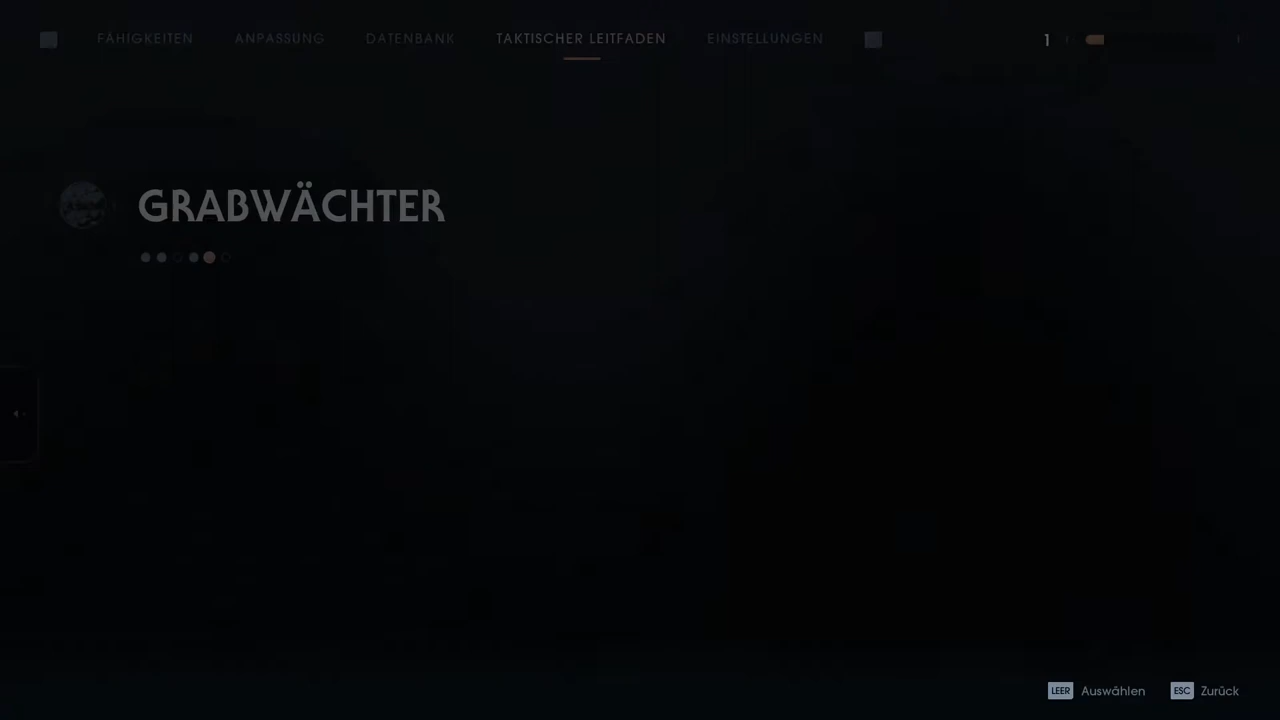 FÄHIGKEITEN ANPASSUNG DATENBANK TAKTISCHER LEITFADEN EINSTELLUNGEN 1
GRABWÄCHTER
LEER Auswählen ESC Zurück